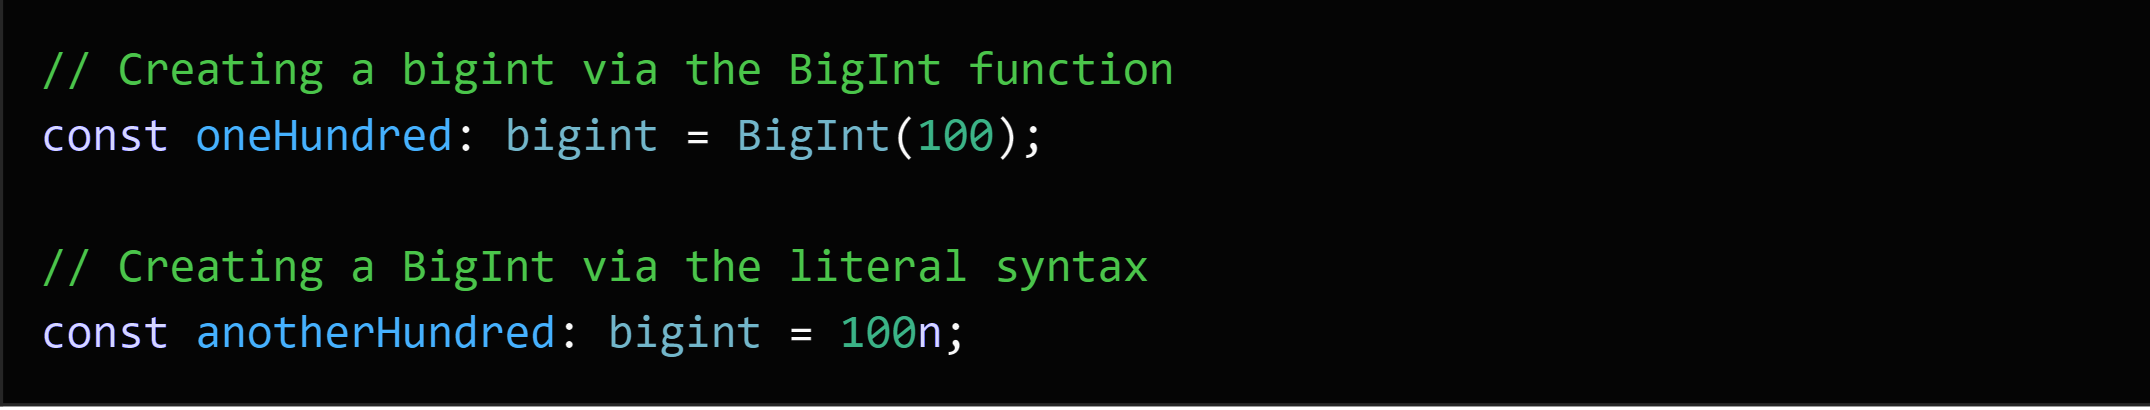 // Creating a bigint via the BigInt function
const oneHundred: bigint = BigInt(100);
// Creating a BigInt via the literal syntax
const anotherHundred: bigint = 100n;